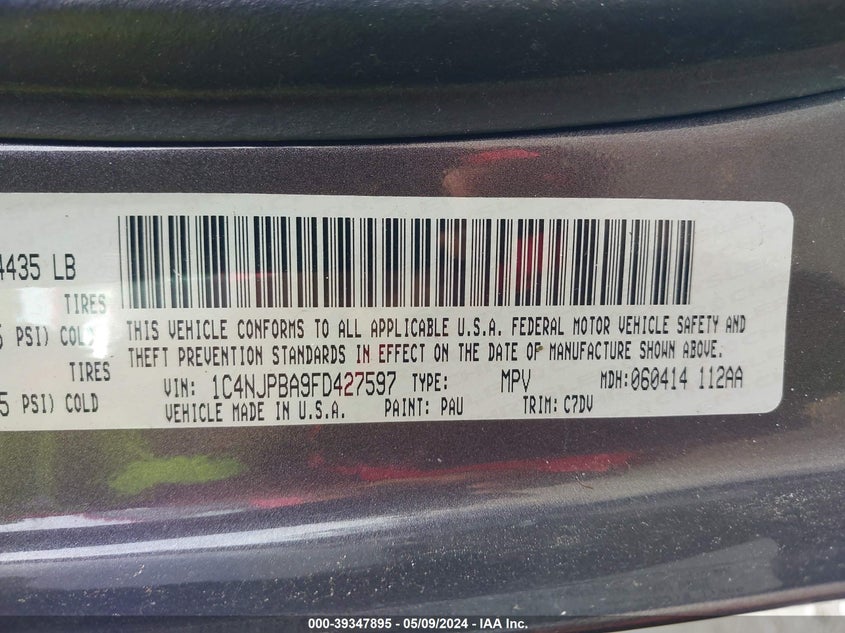 4435 LB
TIRES
5 PSI) COLD
TIRES
5 PSI) COLD
THIS VEHICLE CONFORMS TO ALL APPLICABLE U.S.A. FEDERAL MOTOR VEHICLE SAFETY AND
THEFT PREVENTION STANDARDS IN EFFECT ON THE DATE OF MANUFACTURE SHOWN ABOVE.
VIN: 1C4NJPBA9FD427597 TYPE: MPV MDH:060414 112AA
VEHICLE MADE IN U.S.A. PAINT: PAU TRIM: C7DV
000-39347895 - 05/09/2024 - IAA Inc.